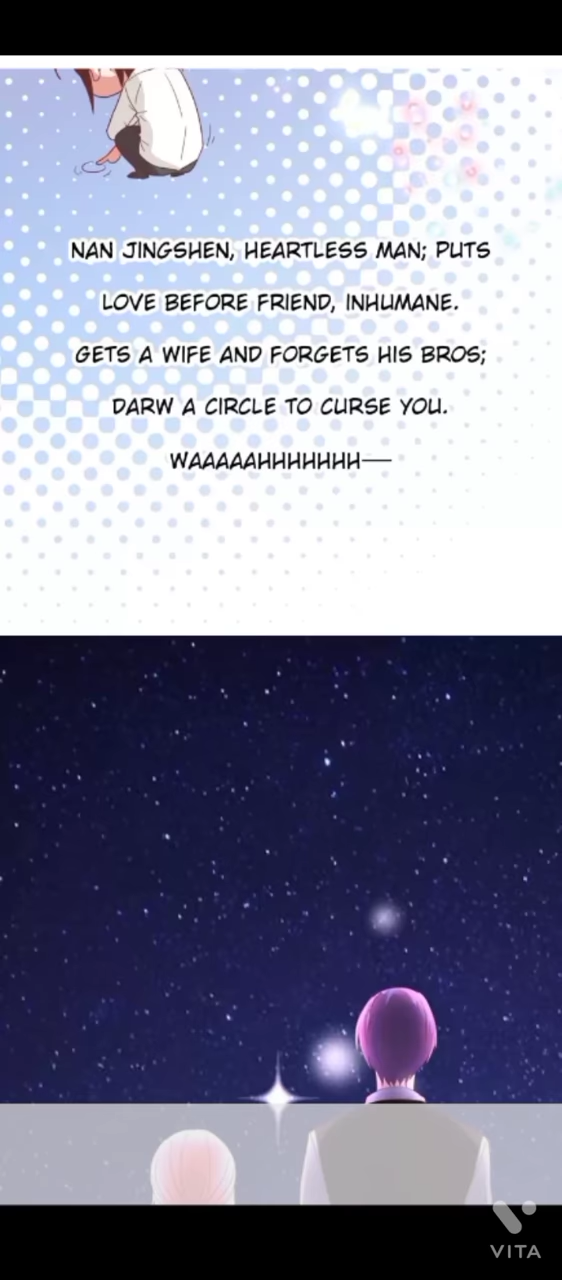 NAN JINGSHEN, HEARTLESS MAN; PUTS
LOVE BEFORE FRIEND, INHUMANE.
GETS A WIFE AND FORGETS HIS BROS;
DARW A CIRCLE TO CURSE YOU.
WAAAAAHHHHHHH—
VITA